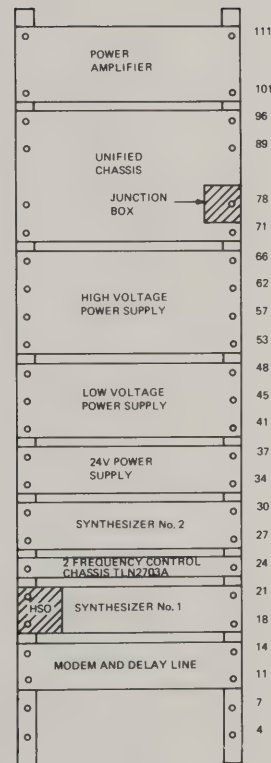 111
POWER
AMPLIFIER
101
96
89
UNIFIED
CHASSIS
JUNCTION
BOX
78
71
66
62
HIGH VOLTAGE
POWER SUPPLY
57
53
48
LOW VOLTAGE
POWER SUPPLY
45
41
37
24V POWER
SUPPLY
34
30
SYNTHESIZER No. 2
27
2 FREQUENCY CONTROL
CHASSIS TLN2703A
24
21
HSO
SYNTHESIZER No. 1
18
14
MODEM AND DELAY LINE
11
7
4